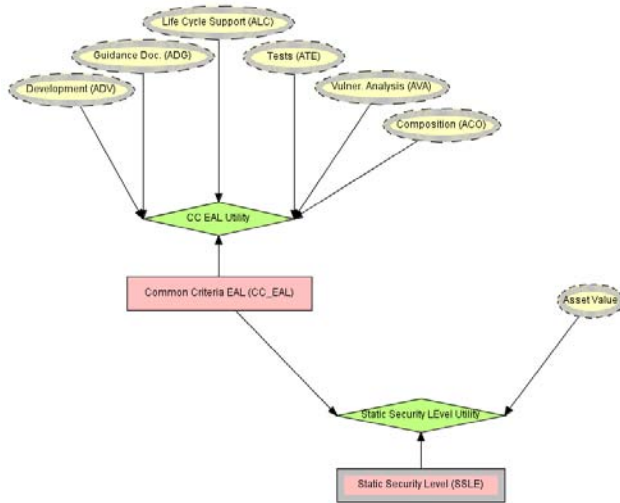 Life Cycle Support (ALC)
Guidance Doc. (ADG)
Tests (ATE)
Development (ADV)
Vulner. Analysis (AVA)
Composition (ACO)
CC EAL Utility
Common Criteria EAL (CC_EAL)
Asset Value
Static Security LEvel Utility
Static Security Level (SSLE)